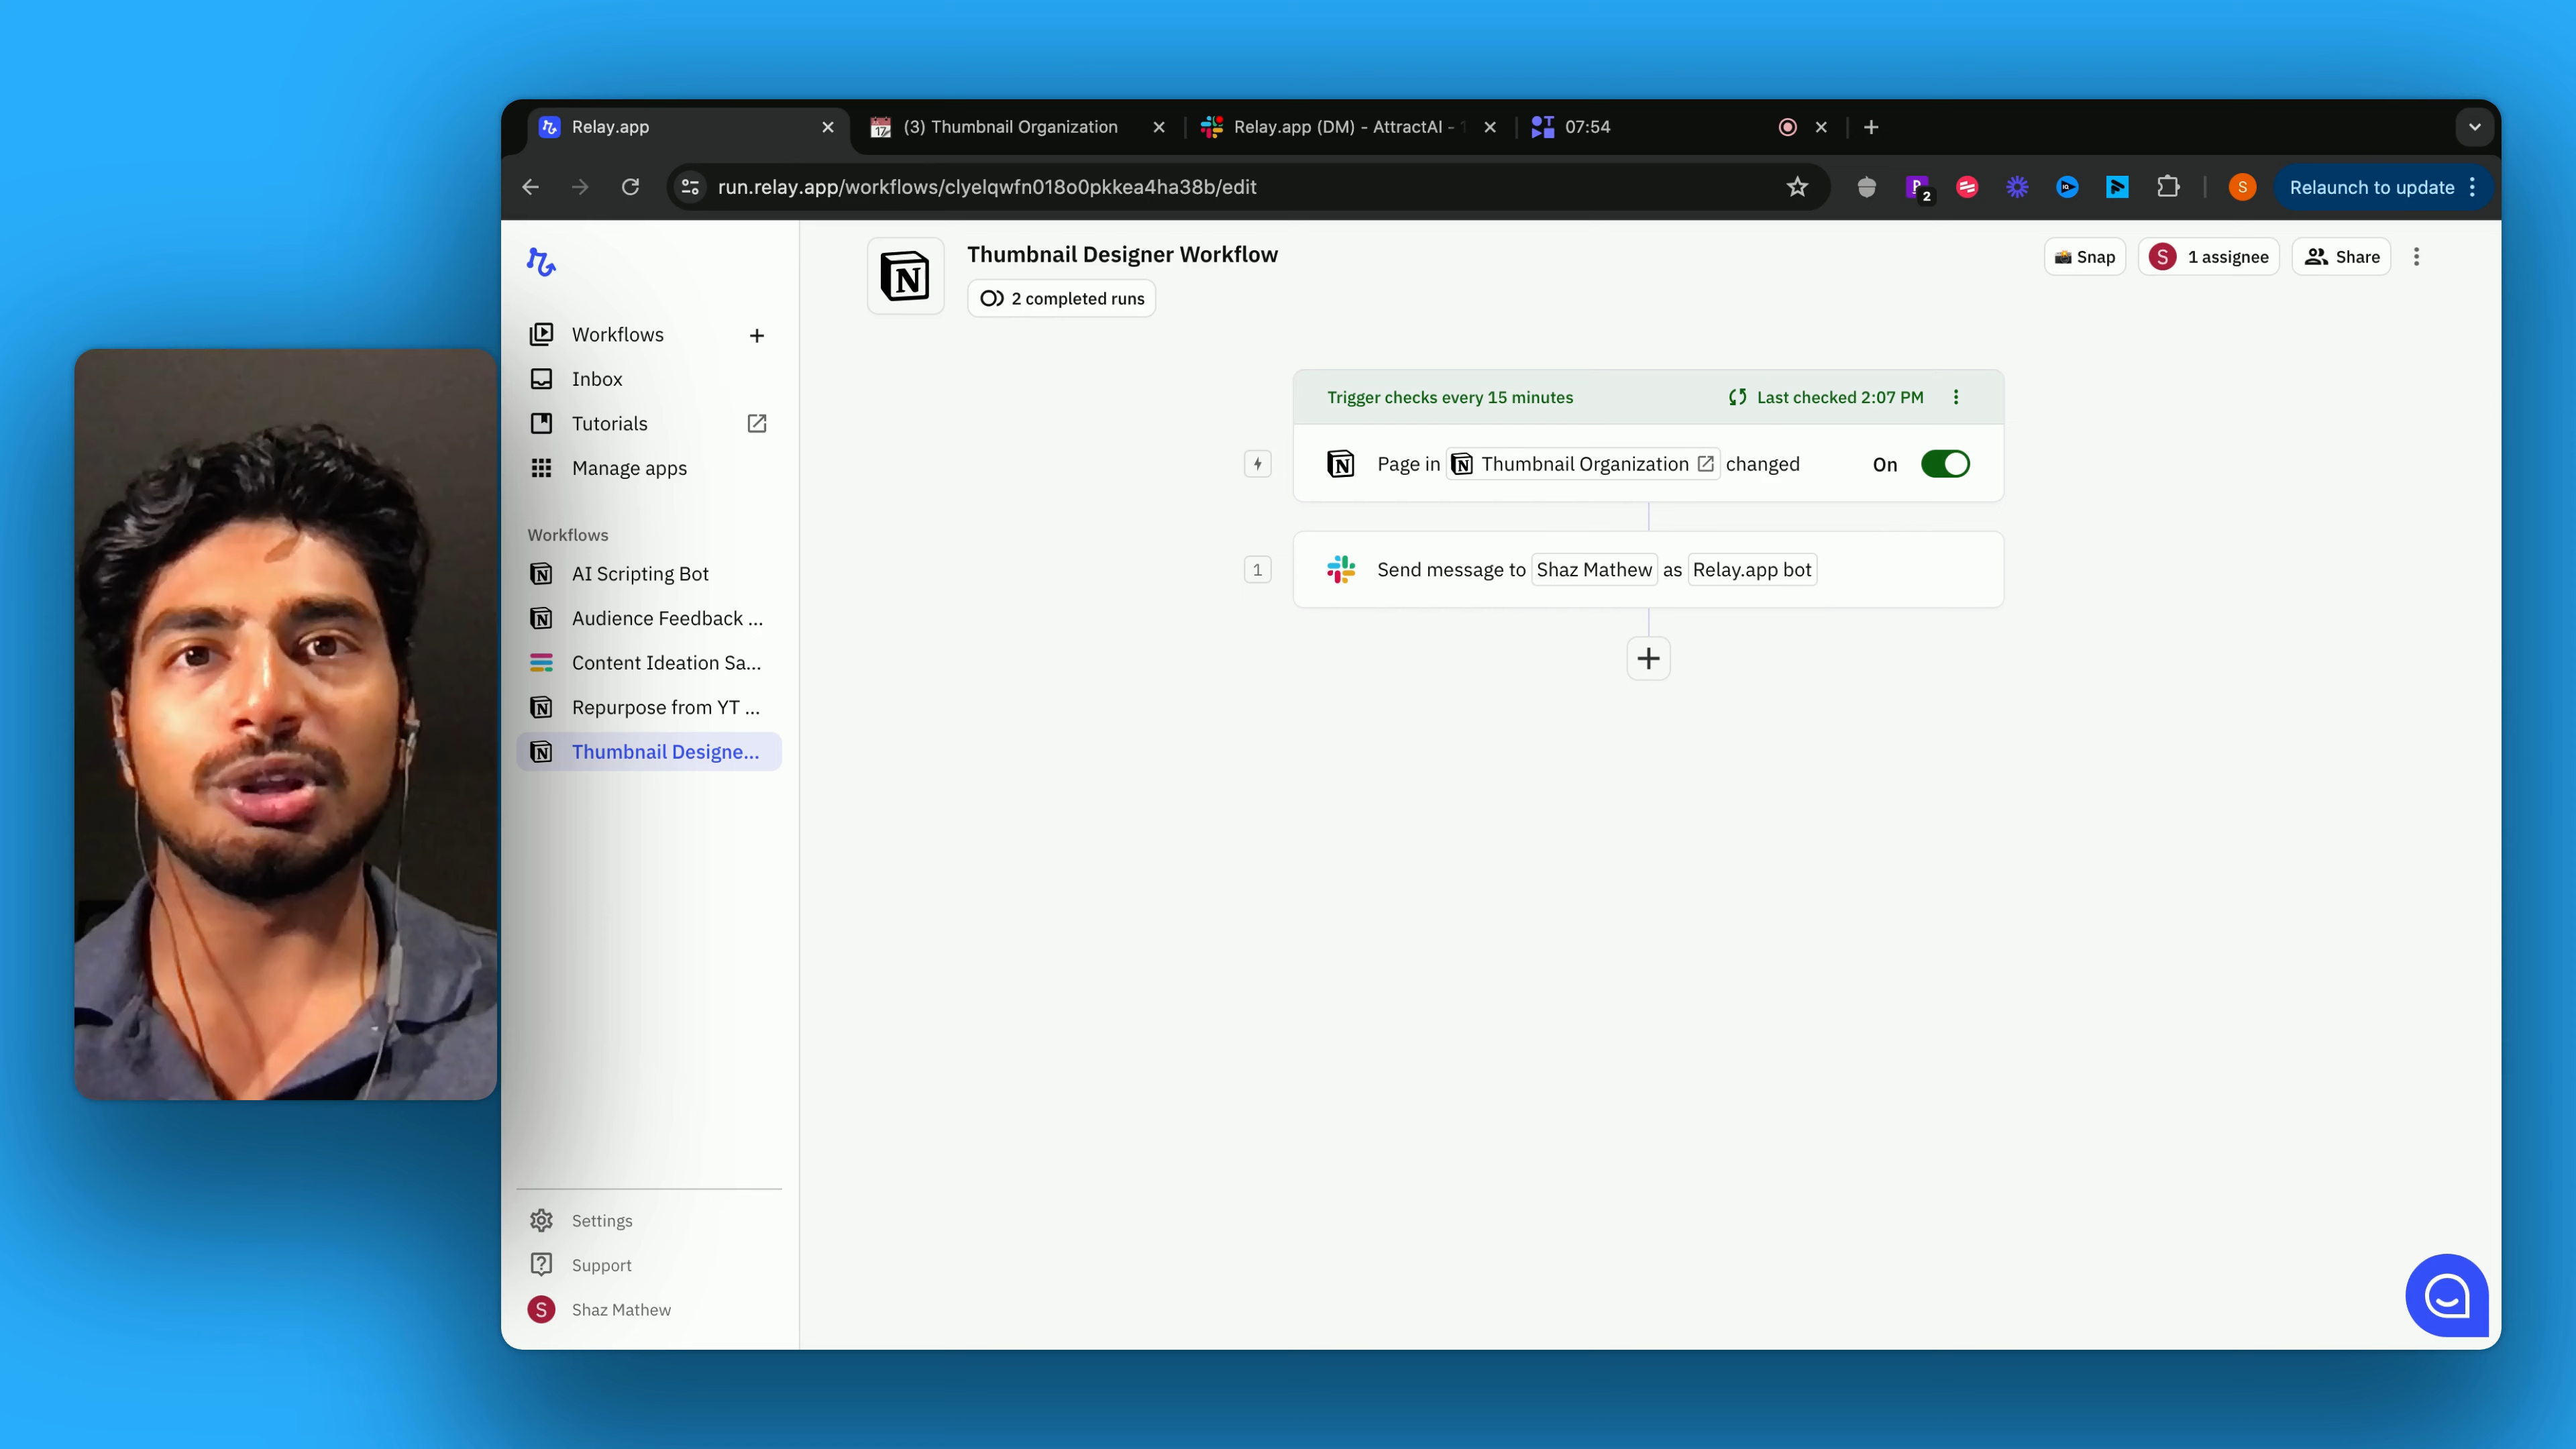 Relay.app
(3) Thumbnail Organization
Relay.app (DM) - AttractAI -
07:54
run.relay.app/workflows/clyelqwfn018o0pkkea4ha38b/edit
2
S
Relaunch to update
17
Workflows
Inbox
Tutorials
Manage apps
Workflows
AI Scripting Bot
Audience Feedback ...
Content Ideation Sa...
Repurpose from YT ...
Thumbnail Designe...
Settings
Support
S Shaz Mathew
Thumbnail Designer Workflow
2 completed runs
Snap
S 1 assignee
Share
Trigger checks every 15 minutes
Last checked 2:07 PM
Page in Thumbnail Organization changed
On
1
Send message to Shaz Mathew as Relay.app bot